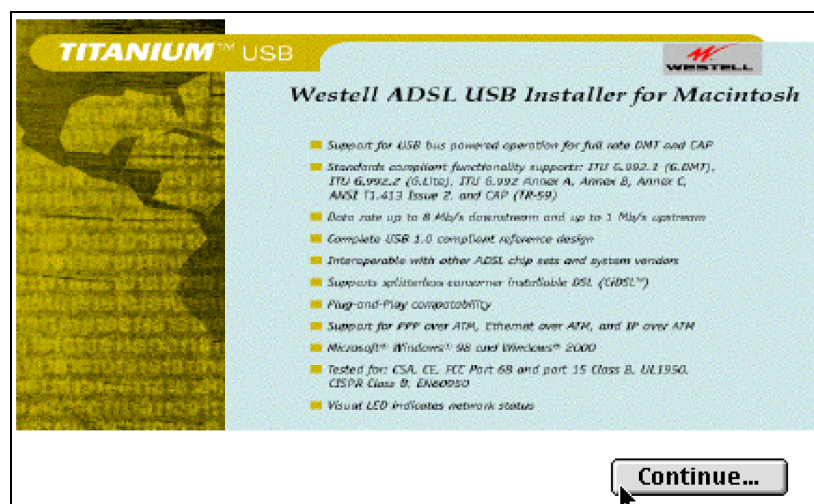 TITANIUM™ USB
WESTELL
Westell ADSL USB Installer for Macintosh
Support for USB bus powered operation for full rate DMT and CAP
Standards compliant functionality supports: ITU G.992.1 (G.DMT),
ITU G.992.2 (G.Lite), ITU G.992 Annex A, Annex B, Annex C,
ANSI T1.413 Issue 2, and CAP (TR-59)
Data rate up to 8 Mb/s downstream and up to 1 Mb/s upstream
Complete USB 1.0 compliant reference design
Interoperable with other ADSL chip sets and system vendors
Supports splitterless consumer installable DSL (CiDSL™)
Plug-and-Play compatability
Support for PPP over ATM, Ethernet over ATM, and IP over ATM
Microsoft® Windows® 98 and Windows® 2000
Tested for: CSA, CE, FCC Part 68 and part 15 Class B, UL1950,
CISPR Class B, EN60950
Visual LED indicates network status
Continue...